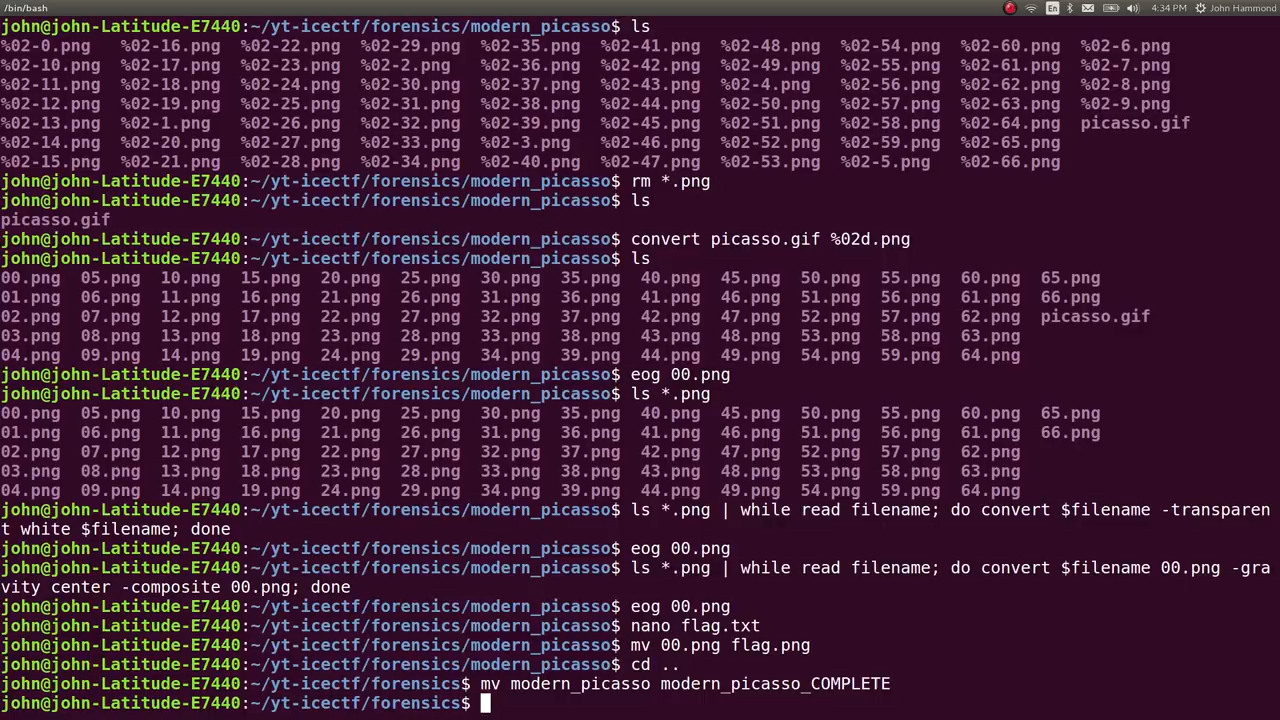 /bin/bash En 4:34 PM John Hammond
john@john-Latitude-E7440:~/yt-icectf/forensics/modern_picasso$ ls
%02-0.png %02-16.png %02-22.png %02-29.png %02-35.png %02-41.png %02-48.png %02-54.png %02-60.png %02-6.png
%02-10.png %02-17.png %02-23.png %02-2.png %02-36.png %02-42.png %02-49.png %02-55.png %02-61.png %02-7.png
%02-11.png %02-18.png %02-24.png %02-30.png %02-37.png %02-43.png %02-4.png %02-56.png %02-62.png %02-8.png
%02-12.png %02-19.png %02-25.png %02-31.png %02-38.png %02-44.png %02-50.png %02-57.png %02-63.png %02-9.png
%02-13.png %02-1.png %02-26.png %02-32.png %02-39.png %02-45.png %02-51.png %02-58.png %02-64.png picasso.gif
%02-14.png %02-20.png %02-27.png %02-33.png %02-3.png %02-46.png %02-52.png %02-59.png %02-65.png
%02-15.png %02-21.png %02-28.png %02-34.png %02-40.png %02-47.png %02-53.png %02-5.png %02-66.png
john@john-Latitude-E7440:~/yt-icectf/forensics/modern_picasso$ rm *.png
john@john-Latitude-E7440:~/yt-icectf/forensics/modern_picasso$ ls
picasso.gif
john@john-Latitude-E7440:~/yt-icectf/forensics/modern_picasso$ convert picasso.gif %02d.png
john@john-Latitude-E7440:~/yt-icectf/forensics/modern_picasso$ ls
00.png 05.png 10.png 15.png 20.png 25.png 30.png 35.png 40.png 45.png 50.png 55.png 60.png 65.png
01.png 06.png 11.png 16.png 21.png 26.png 31.png 36.png 41.png 46.png 51.png 56.png 61.png 66.png
02.png 07.png 12.png 17.png 22.png 27.png 32.png 37.png 42.png 47.png 52.png 57.png 62.png picasso.gif
03.png 08.png 13.png 18.png 23.png 28.png 33.png 38.png 43.png 48.png 53.png 58.png 63.png
04.png 09.png 14.png 19.png 24.png 29.png 34.png 39.png 44.png 49.png 54.png 59.png 64.png
john@john-Latitude-E7440:~/yt-icectf/forensics/modern_picasso$ eog 00.png
john@john-Latitude-E7440:~/yt-icectf/forensics/modern_picasso$ ls *.png
00.png 05.png 10.png 15.png 20.png 25.png 30.png 35.png 40.png 45.png 50.png 55.png 60.png 65.png
01.png 06.png 11.png 16.png 21.png 26.png 31.png 36.png 41.png 46.png 51.png 56.png 61.png 66.png
02.png 07.png 12.png 17.png 22.png 27.png 32.png 37.png 42.png 47.png 52.png 57.png 62.png
03.png 08.png 13.png 18.png 23.png 28.png 33.png 38.png 43.png 48.png 53.png 58.png 63.png
04.png 09.png 14.png 19.png 24.png 29.png 34.png 39.png 44.png 49.png 54.png 59.png 64.png
john@john-Latitude-E7440:~/yt-icectf/forensics/modern_picasso$ ls *.png | while read filename; do convert $filename -transparen
t white $filename; done
john@john-Latitude-E7440:~/yt-icectf/forensics/modern_picasso$ eog 00.png
john@john-Latitude-E7440:~/yt-icectf/forensics/modern_picasso$ ls *.png | while read filename; do convert $filename 00.png -gra
vity center -composite 00.png; done
john@john-Latitude-E7440:~/yt-icectf/forensics/modern_picasso$ eog 00.png
john@john-Latitude-E7440:~/yt-icectf/forensics/modern_picasso$ nano flag.txt
john@john-Latitude-E7440:~/yt-icectf/forensics/modern_picasso$ mv 00.png flag.png
john@john-Latitude-E7440:~/yt-icectf/forensics/modern_picasso$ cd ..
john@john-Latitude-E7440:~/yt-icectf/forensics$ mv modern_picasso modern_picasso_COMPLETE
john@john-Latitude-E7440:~/yt-icectf/forensics$